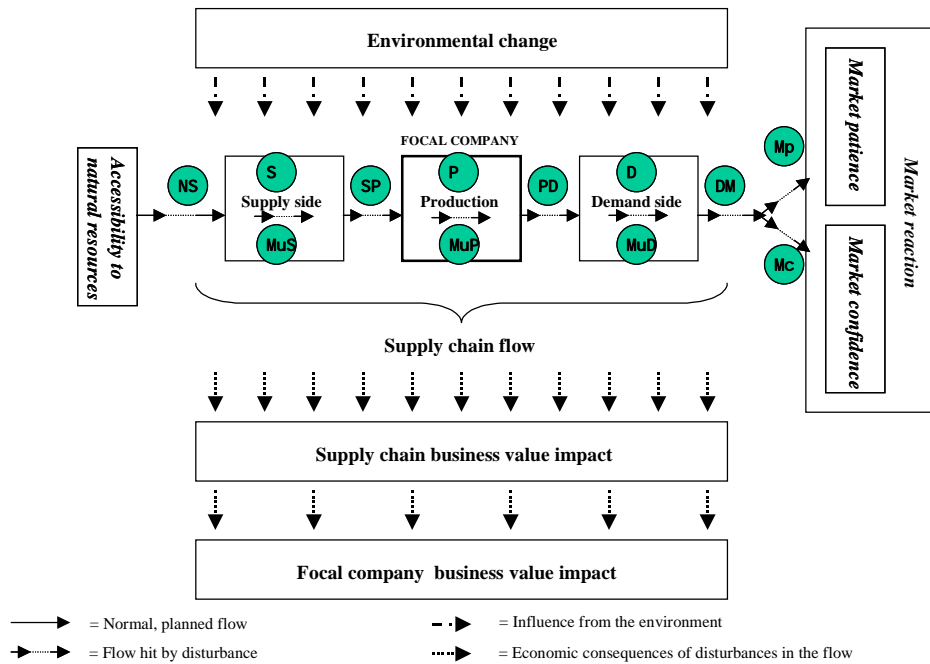 Environmental change
FOCAL COMPANY
Accessibility to
natural resources
NS
S
Supply side
MuS
SP
P
Production
MuP
PD
D
Demand side
MuD
DM
Mp
Mc
Market patience
Market confidence
Market reaction
Supply chain flow
Supply chain business value impact
Focal company business value impact
= Normal, planned flow
= Influence from the environment
= Flow hit by disturbance
= Economic consequences of disturbances in the flow